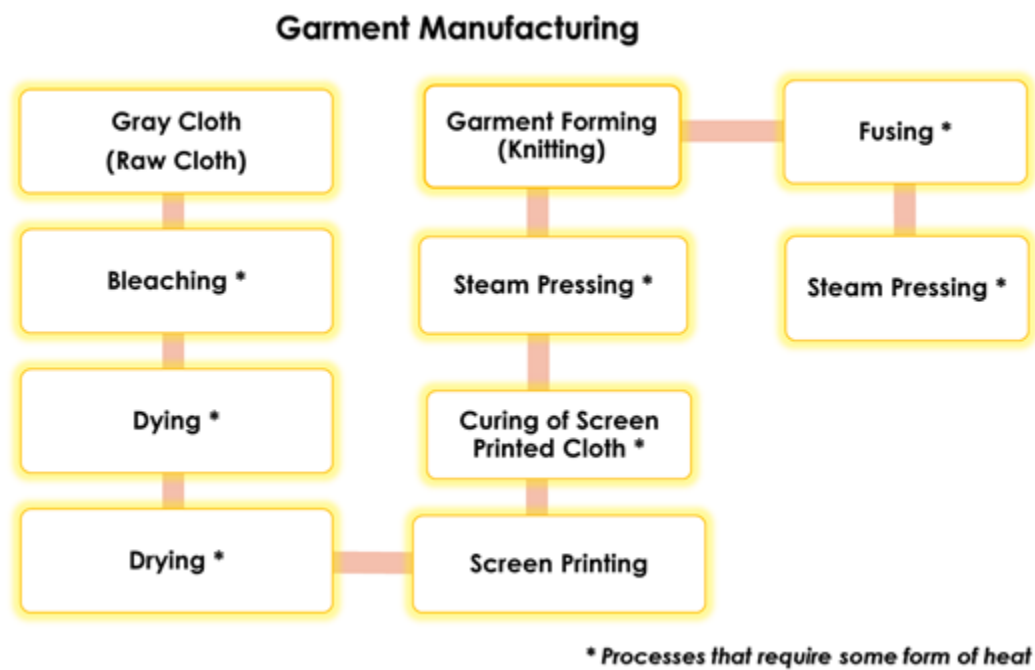 Garment Manufacturing
Gray Cloth
(Raw Cloth)
Bleaching *
Dying *
Drying *
Screen Printing
Curing of Screen
Printed Cloth *
Steam Pressing *
Garment Forming
(Knitting)
Fusing *
Steam Pressing *
* Processes that require some form of heat